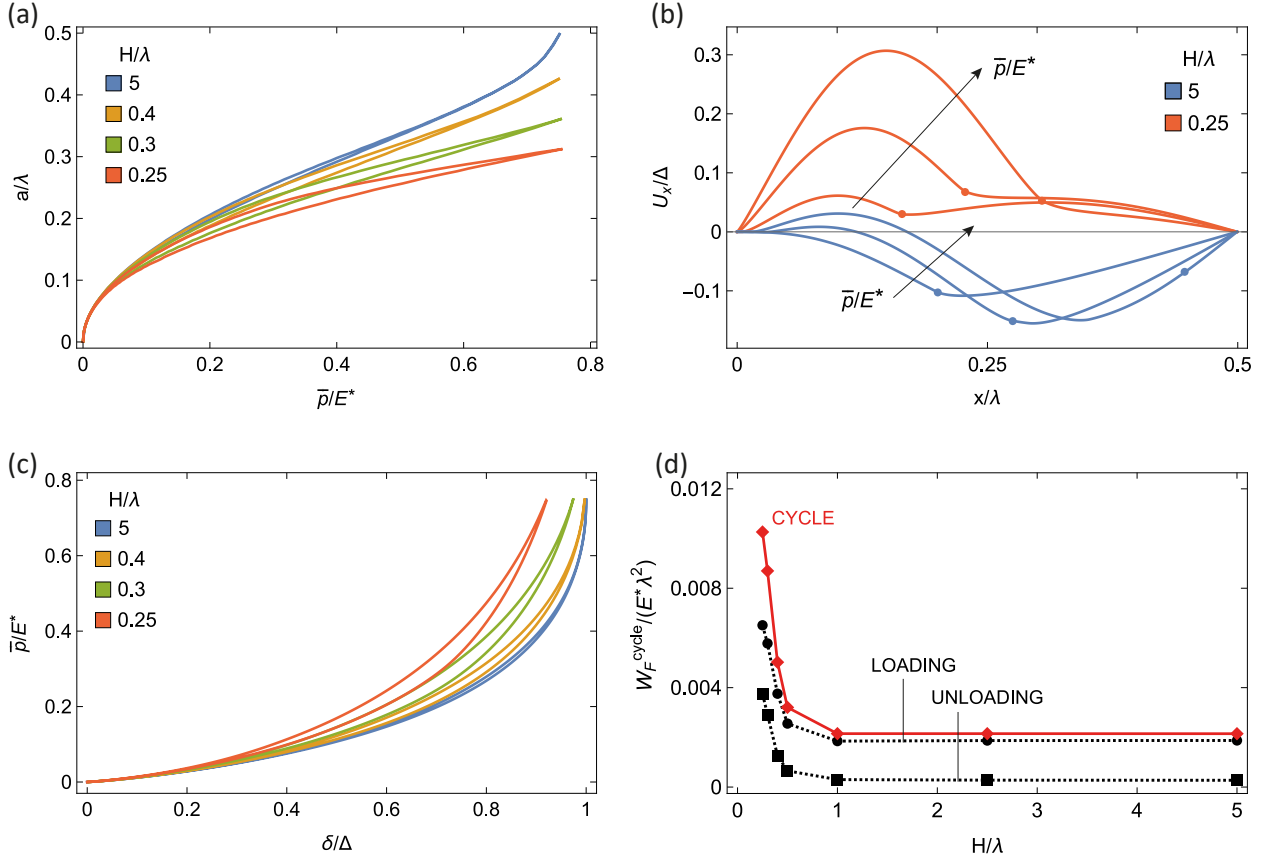 (a)
0.5
0.4
0.3
0.2
0.1
0
a/λ
H/λ
5
0.4
0.3
0.25
0 0.2 0.4 0.6 0.8
p̅/E*
(b)
0.3
0.2
0.1
0
−0.1
Uₓ/Δ
p̅/E*
p̅/E*
H/λ
5
0.25
0 0.25 0.5
x/λ
(c)
0.8
0.6
0.4
0.2
0
p̅/E*
H/λ
5
0.4
0.3
0.25
0 0.2 0.4 0.6 0.8 1
δ/Δ
(d)
0.012
0.008
0.004
0
W_F^cycle/(E*λ²)
CYCLE
LOADING
UNLOADING
0 1 2 3 4 5
H/λ